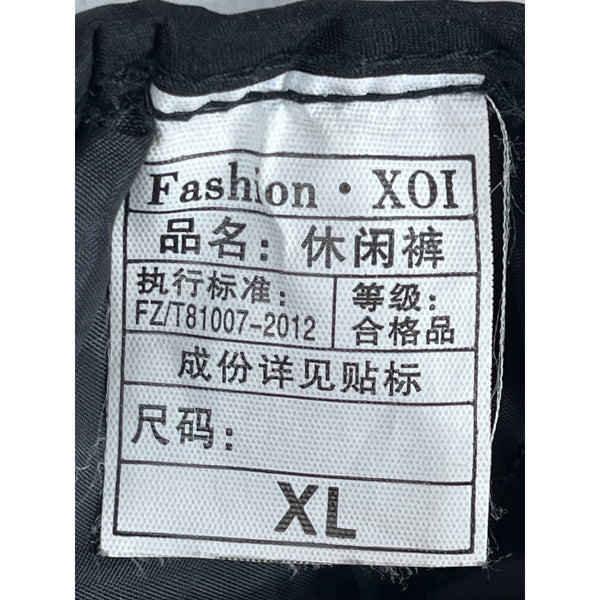 Fashion · XOI
品名：休闲裤
执行标准：
FZ/T81007-2012
等级：
合格品
成份详见贴标
尺码：
XL